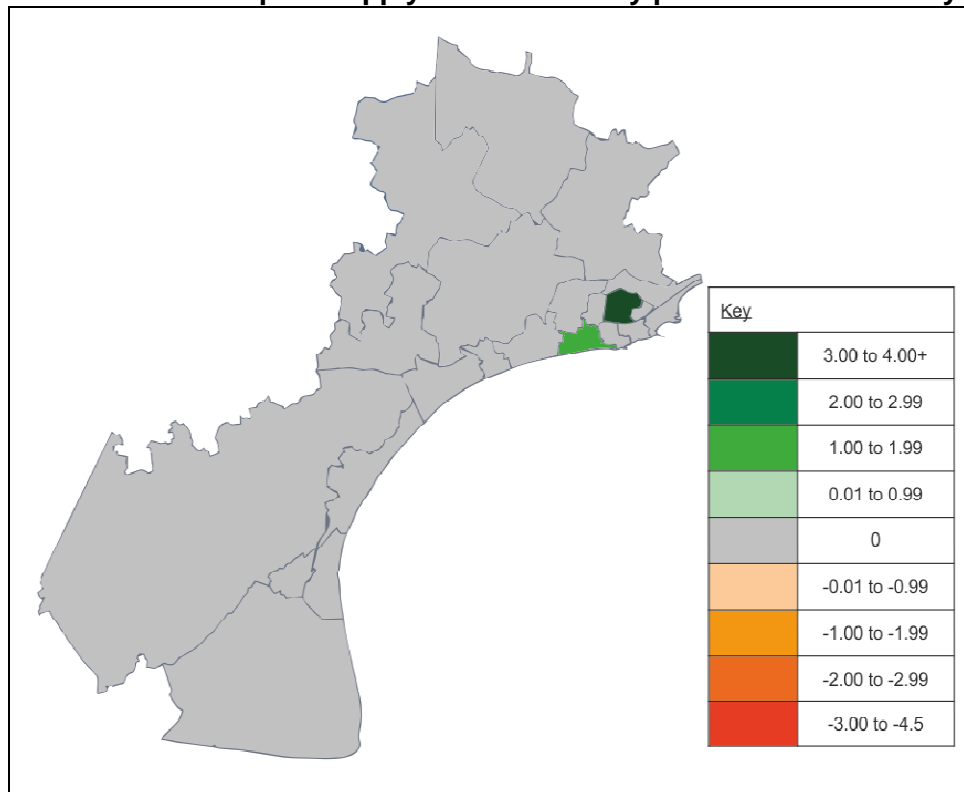 supply
Key
3.00 to 4.00+
2.00 to 2.99
1.00 to 1.99
0.01 to 0.99
0
-0.01 to -0.99
-1.00 to -1.99
-2.00 to -2.99
-3.00 to -4.5